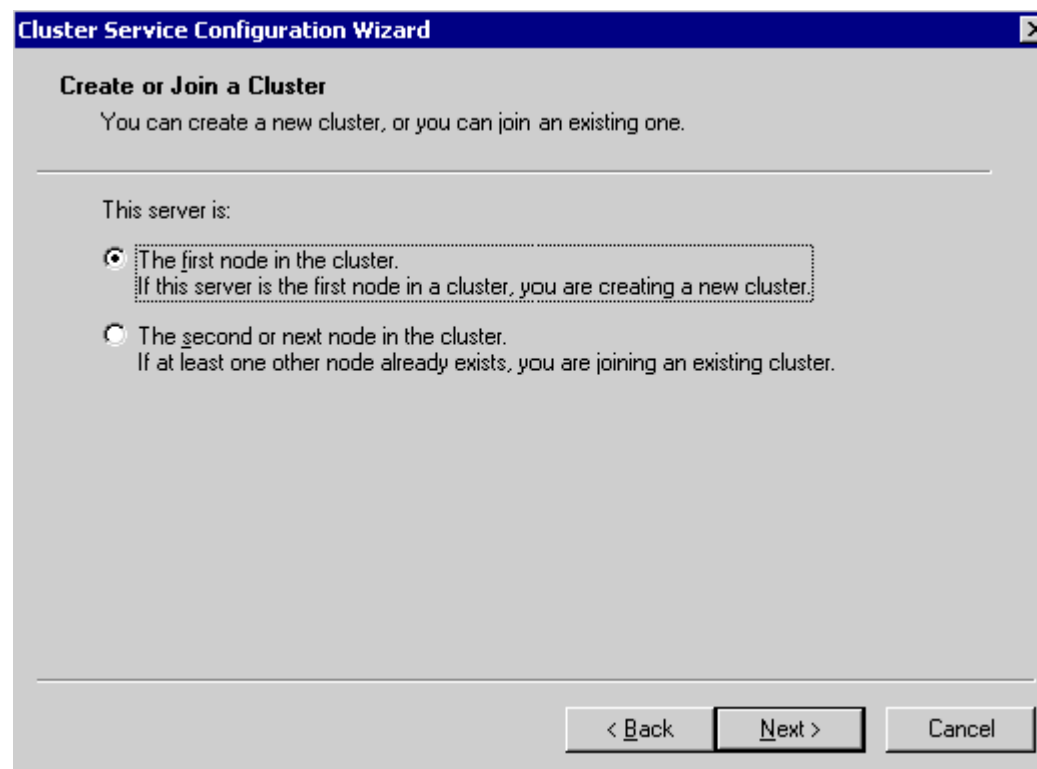 Cluster Service Configuration Wizard
Create or Join a Cluster
You can create a new cluster, or you can join an existing one.
This server is:
The first node in the cluster.
If this server is the first node in a cluster, you are creating a new cluster.
The second or next node in the cluster.
If at least one other node already exists, you are joining an existing cluster.
< Back
Next >
Cancel